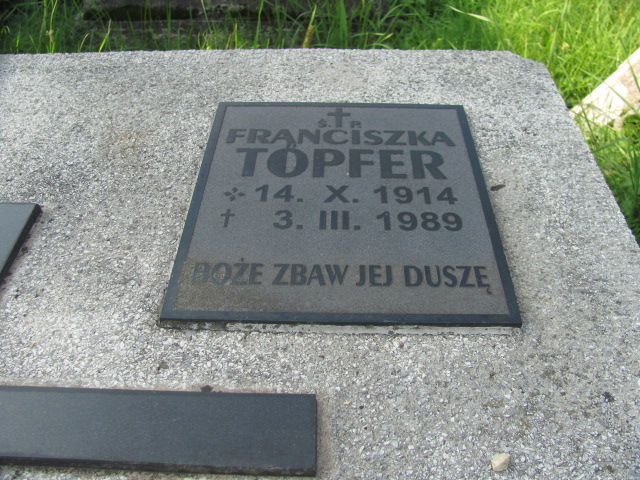 Ś. P.
FRANCISZKA
TÖPFER
14. X. 1914
† 3. III. 1989
BOŻE ZBAW JEJ DUSZĘ